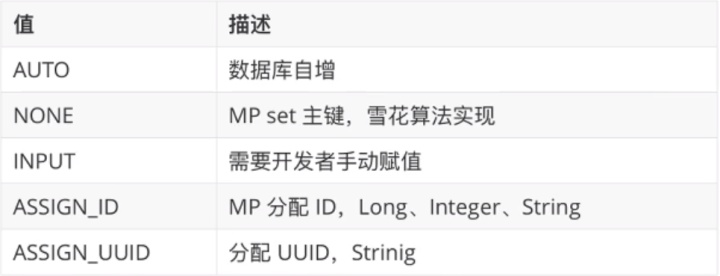 值 描述
AUTO 数据库自增
NONE MP set 主键，雪花算法实现
INPUT 需要开发者手动赋值
ASSIGN_ID MP 分配 ID，Long、Integer、String
ASSIGN_UUID 分配 UUID，Strinig